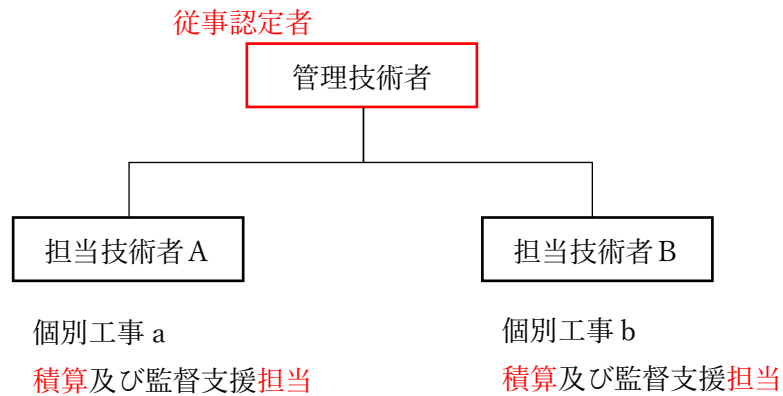 従事認定者
管理技術者
担当技術者A
担当技術者B
個別工事 a
積算及び監督支援担当
個別工事 b
積算及び監督支援担当